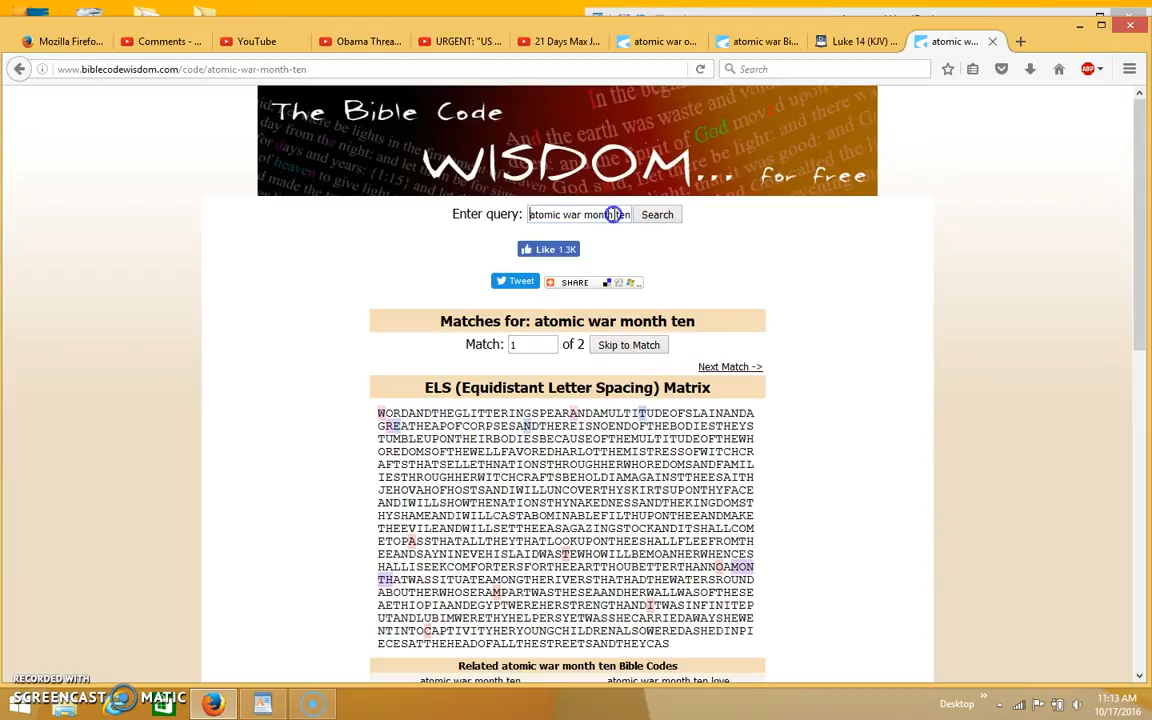 Mozilla Firefo...
Comments - ...
YouTube
Obama Threa...
URGENT: "US ...
21 Days Max J...
atomic war o...
atomic war Bi...
Luke 14 (KJV) ...
atomic w...
www.biblecodewisdom.com/code/atomic-war-month-ten
Search
ABP
The Bible Code
WISDOM... for free
Enter query: atomic war month ten Search
Like 1.3K
Tweet SHARE
Matches for: atomic war month ten
Match: 1 of 2 Skip to Match
Next Match ->
ELS (Equidistant Letter Spacing) Matrix
WORDANDTHEGLITTERINGSPEARANDAMULTITUDEOFSLAINANDA
GREATHEAPOFCORPSESANDTHEREISNOENDOFTHEBODIESTHEYS
TUMBLEUPONTHEIRBODIESBECAUSEOFTHEMULTITUDEOFTHEWH
OREDOMSOFTHEWELLFAVOREDHARLOTTHEMISTRESSOFWITCHCR
AFTSTHATSELLETHNATIONSTHROUGHHERWHOREDOMSANDFAMIL
IESTHROUGHHERWITCHCRAFTSBEHOLDIAMAGAINSTTHEESAITH
JEHOVAHOFHOSTSANDIWILLUNCOVERTHYSKIRTSUPONTHYFACE
ANDIWILLSHOWTHENATIONSTHYNAKEDNESSANDTHEKINGDOMST
HYSHAMEANDIWILLCASTABOMINABLEFILTHUPONTHEEANDMAKE
THEEVILEANDWILLSETTHEEASAGAZINGSTOCKANDITSHALLCOM
ETOPASSTHATALLTHEYTHATLOOKUPONTHEESHALLFLEEFROMTH
EEANDSAYNINEVEHISLAIDWASTEWHOWILLBEMOANHERWHENCES
HALLISEEKCOMFORTERSFORTHEEARTTHOUBETTERTHANNOAMON
THATWASSITUATEAMONGTHERIVERSTHATHADTHEWATERSROUND
ABOUTHERWHOSERAMPARTWASTHESEAANDHERWALLWASOFTHESE
AETHIOPIAANDEGYPTWEREHERSTRENGTHANDITWASINFINITEP
UTANDLUBIMWERETHYHELPERSYETWASSHECARRIEDAWAYSHEWE
NTINTOCAPTIVITYHERYOUNGCHILDRENALSOWEREDASHEDINPI
ECESATTHEHEADOFALLTHESTREETSANDTHEYCAS
Related atomic war month ten Bible Codes
atomic war month ten
atomic war month ten love
RECORDED WITH
SCREENCAST MATIC
Desktop
11:13 AM
10/17/2016